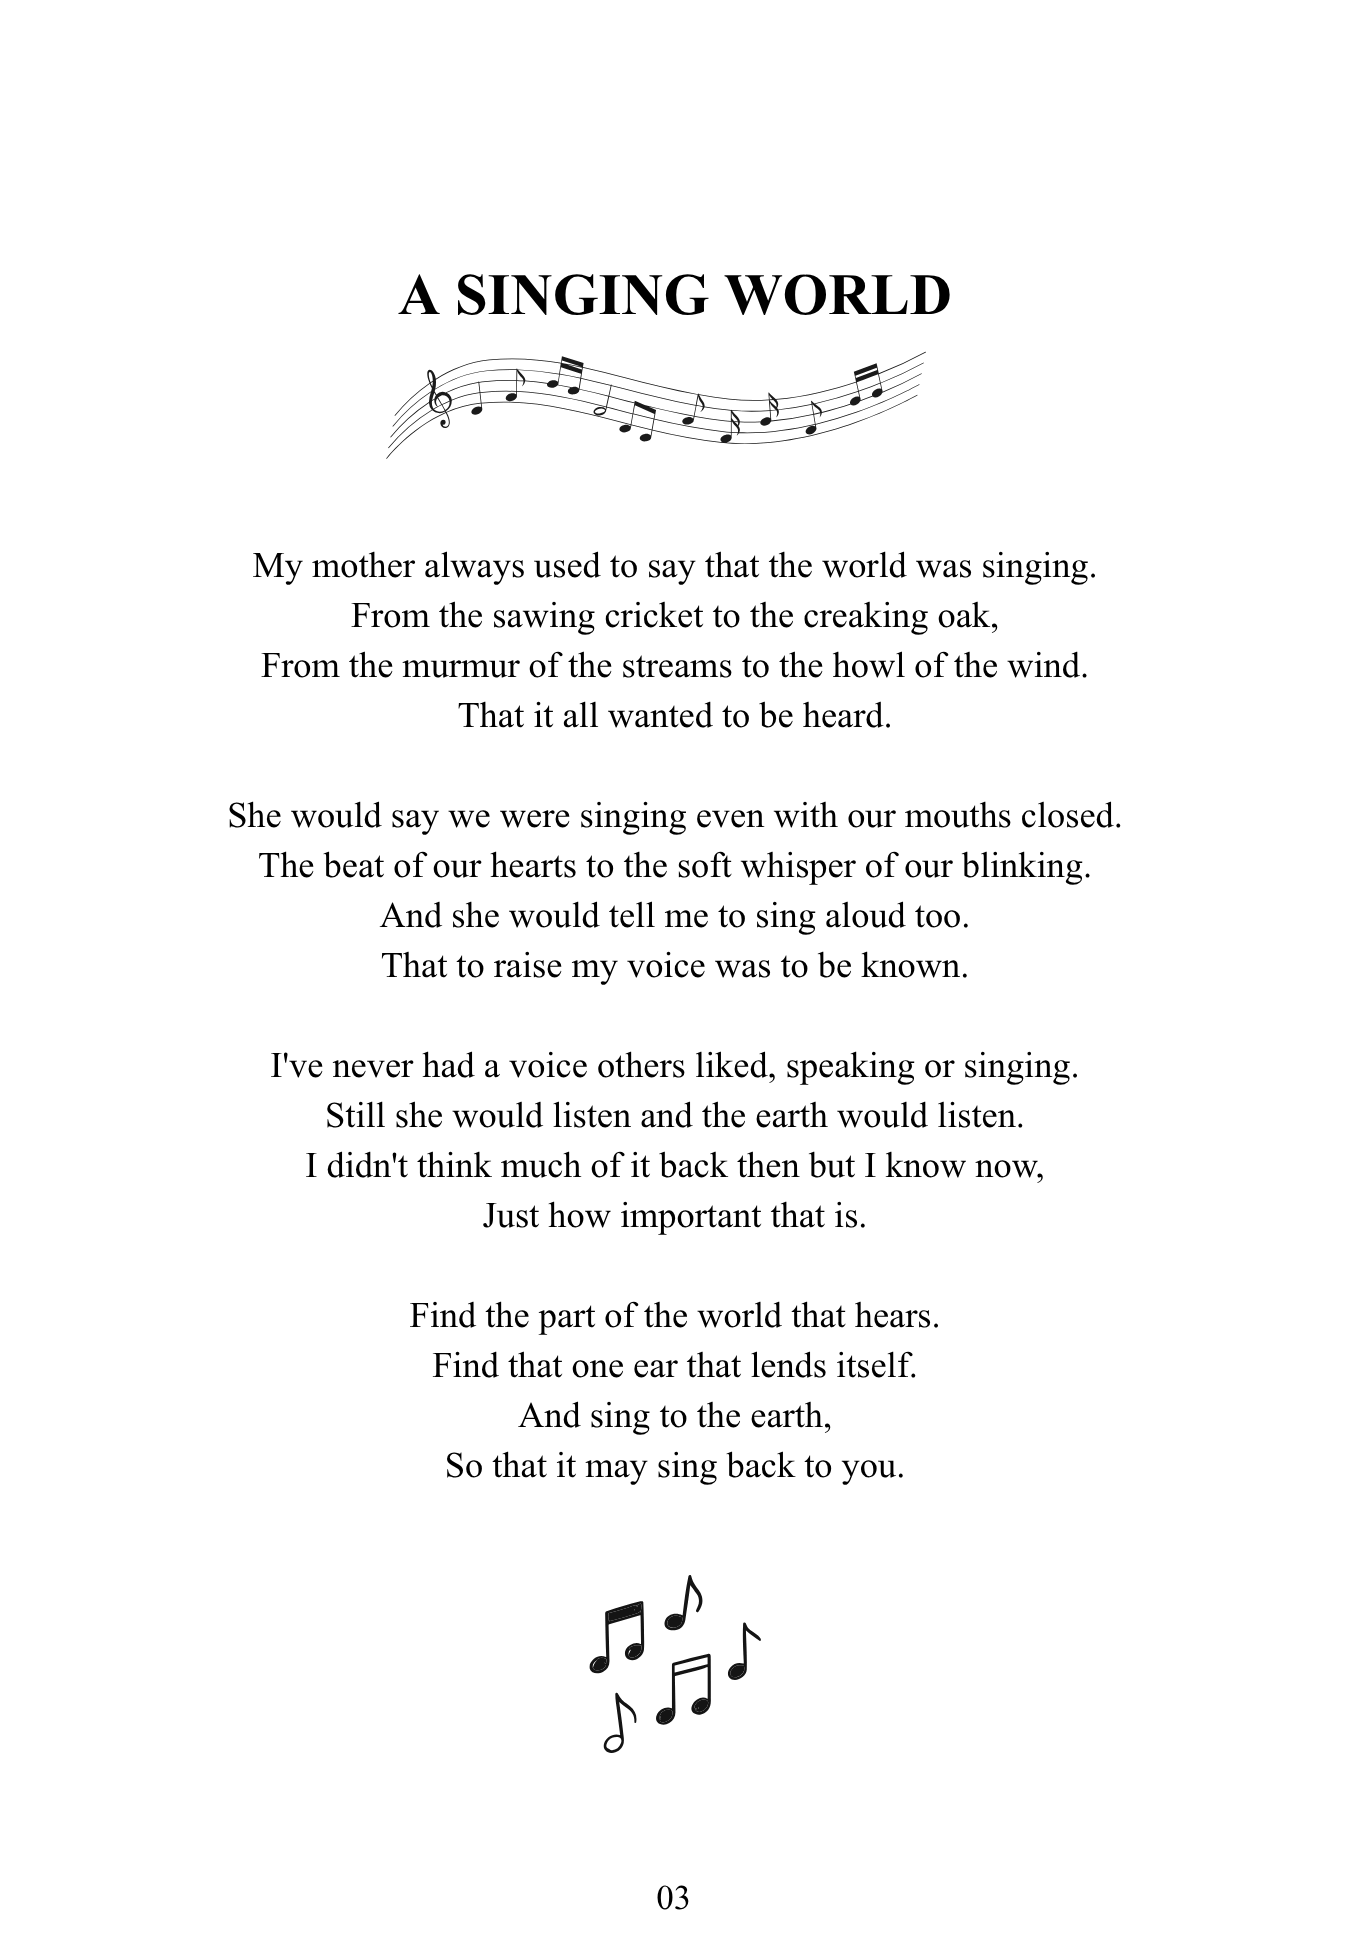 A SINGING WORLD
My mother always used to say that the world was singing.
From the sawing cricket to the creaking oak,
From the murmur of the streams to the howl of the wind.
That it all wanted to be heard.
She would say we were singing even with our mouths closed.
The beat of our hearts to the soft whisper of our blinking.
And she would tell me to sing aloud too.
That to raise my voice was to be known.
I've never had a voice others liked, speaking or singing.
Still she would listen and the earth would listen.
I didn't think much of it back then but I know now,
Just how important that is.
Find the part of the world that hears.
Find that one ear that lends itself.
And sing to the earth,
So that it may sing back to you.
03